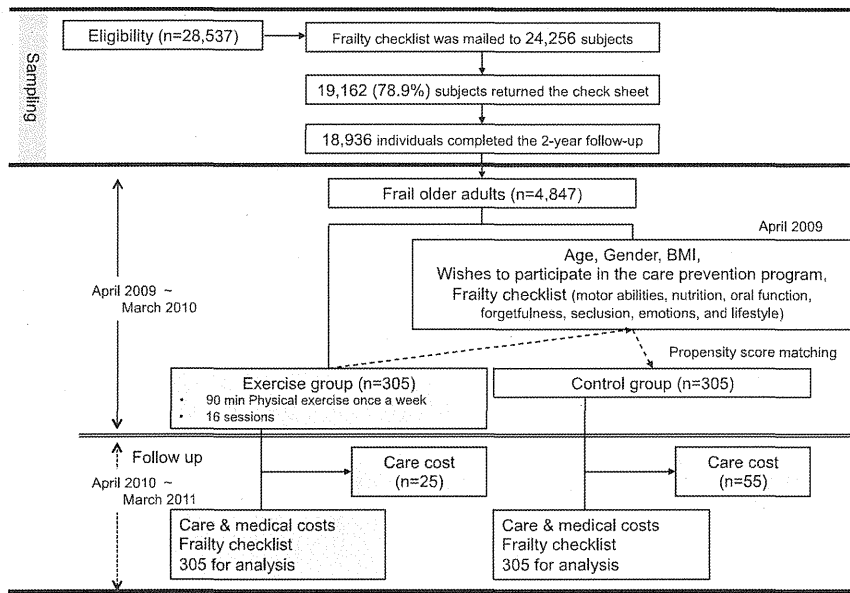 Sampling
Eligibility (n=28,537)
Frailty checklist was mailed to 24,256 subjects
19,162 (78.9%) subjects returned the check sheet
18,936 individuals completed the 2-year follow-up
Frail older adults (n=4,847)
April 2009
Age, Gender, BMI,
Wishes to participate in the care prevention program,
Frailty checklist (motor abilities, nutrition, oral function,
forgetfulness, seclusion, emotions, and lifestyle)
April 2009 ~
March 2010
Propensity score matching
Exercise group (n=305)
• 90 min Physical exercise once a week
• 16 sessions
Control group (n=305)
Follow up
April 2010 ~
March 2011
Care cost
(n=25)
Care cost
(n=55)
Care & medical costs
Frailty checklist
305 for analysis
Care & medical costs
Frailty checklist
305 for analysis